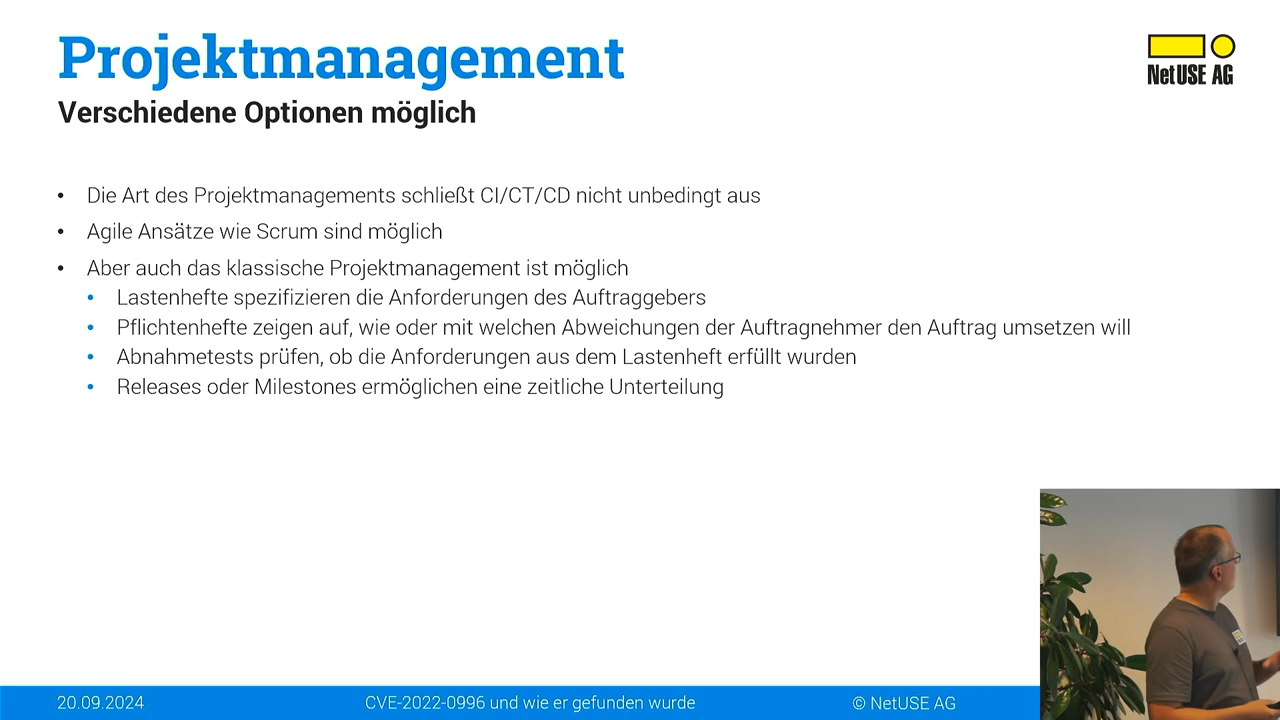 Projektmanagement
NetUSE AG
Verschiedene Optionen möglich
• Die Art des Projektmanagements schließt CI/CT/CD nicht unbedingt aus
• Agile Ansätze wie Scrum sind möglich
• Aber auch das klassische Projektmanagement ist möglich
• Lastenhefte spezifizieren die Anforderungen des Auftraggebers
• Pflichtenhefte zeigen auf, wie oder mit welchen Abweichungen der Auftragnehmer den Auftrag umsetzen will
• Abnahmetests prüfen, ob die Anforderungen aus dem Lastenheft erfüllt wurden
• Releases oder Milestones ermöglichen eine zeitliche Unterteilung
20.09.2024
CVE-2022-0996 und wie er gefunden wurde
© NetUSE AG